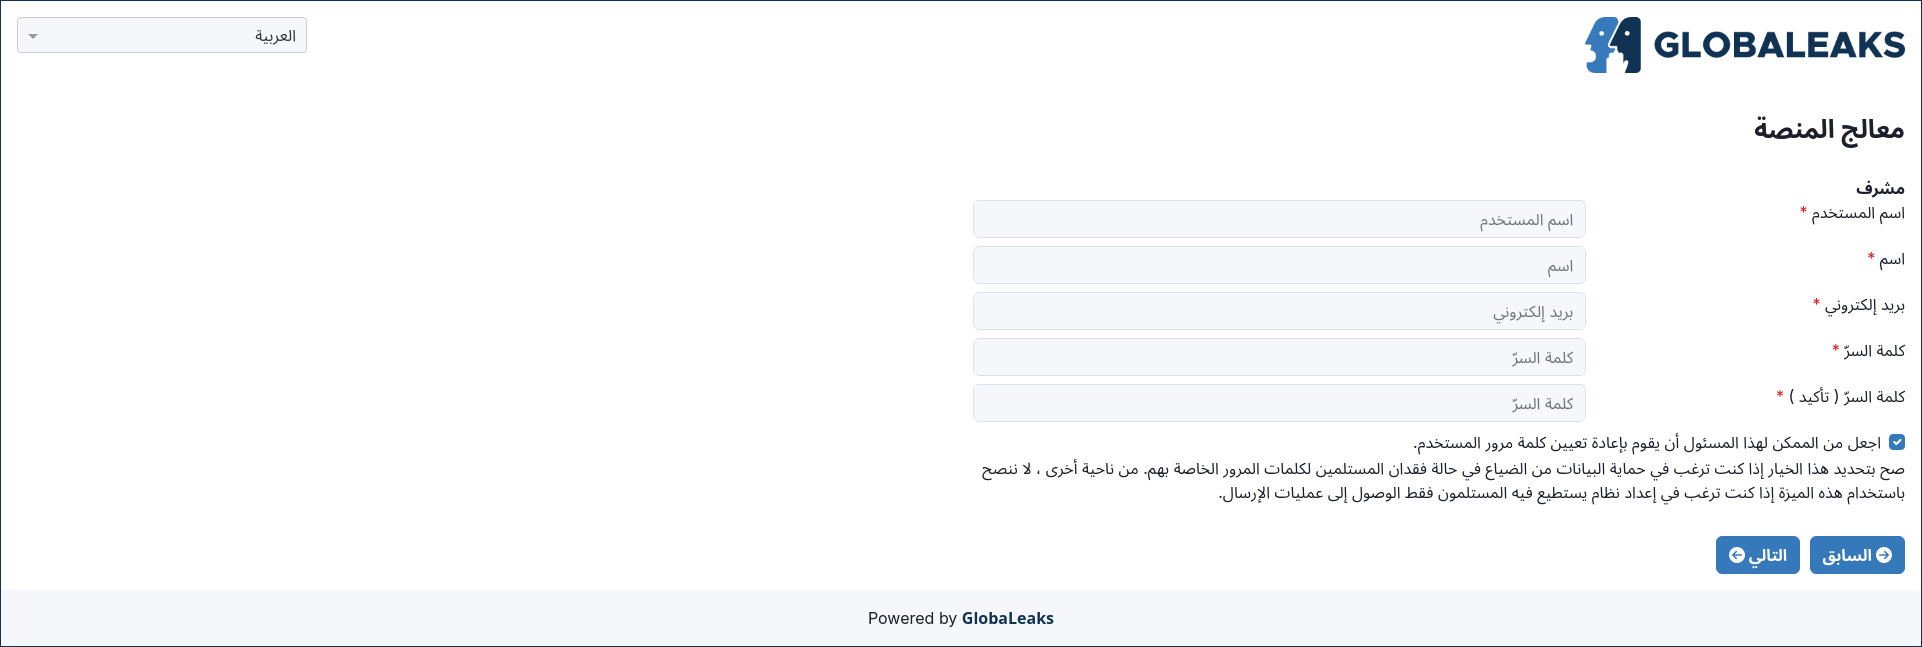 GLOBALEAKS
العربية
معالج المنصة
مشرف
اسم المستخدم *
اسم المستخدم
اسم *
اسم
بريد إلكتروني *
بريد إلكتروني
كلمة السرّ *
كلمة السرّ
كلمة السرّ ( تأكيد ) *
كلمة السرّ
اجعل من الممكن لهذا المسئول أن يقوم بإعادة تعيين كلمة مرور المستخدم.
صح بتحديد هذا الخيار إذا كنت ترغب في حماية البيانات من الضياع في حالة فقدان المستلمين لكلمات المرور الخاصة بهم. من ناحية أخرى ، لا ننصح
باستخدام هذه الميزة إذا كنت ترغب في إعداد نظام يستطيع فيه المستلمون فقط الوصول إلى عمليات الإرسال.
السابق
التالي
Powered by GlobaLeaks